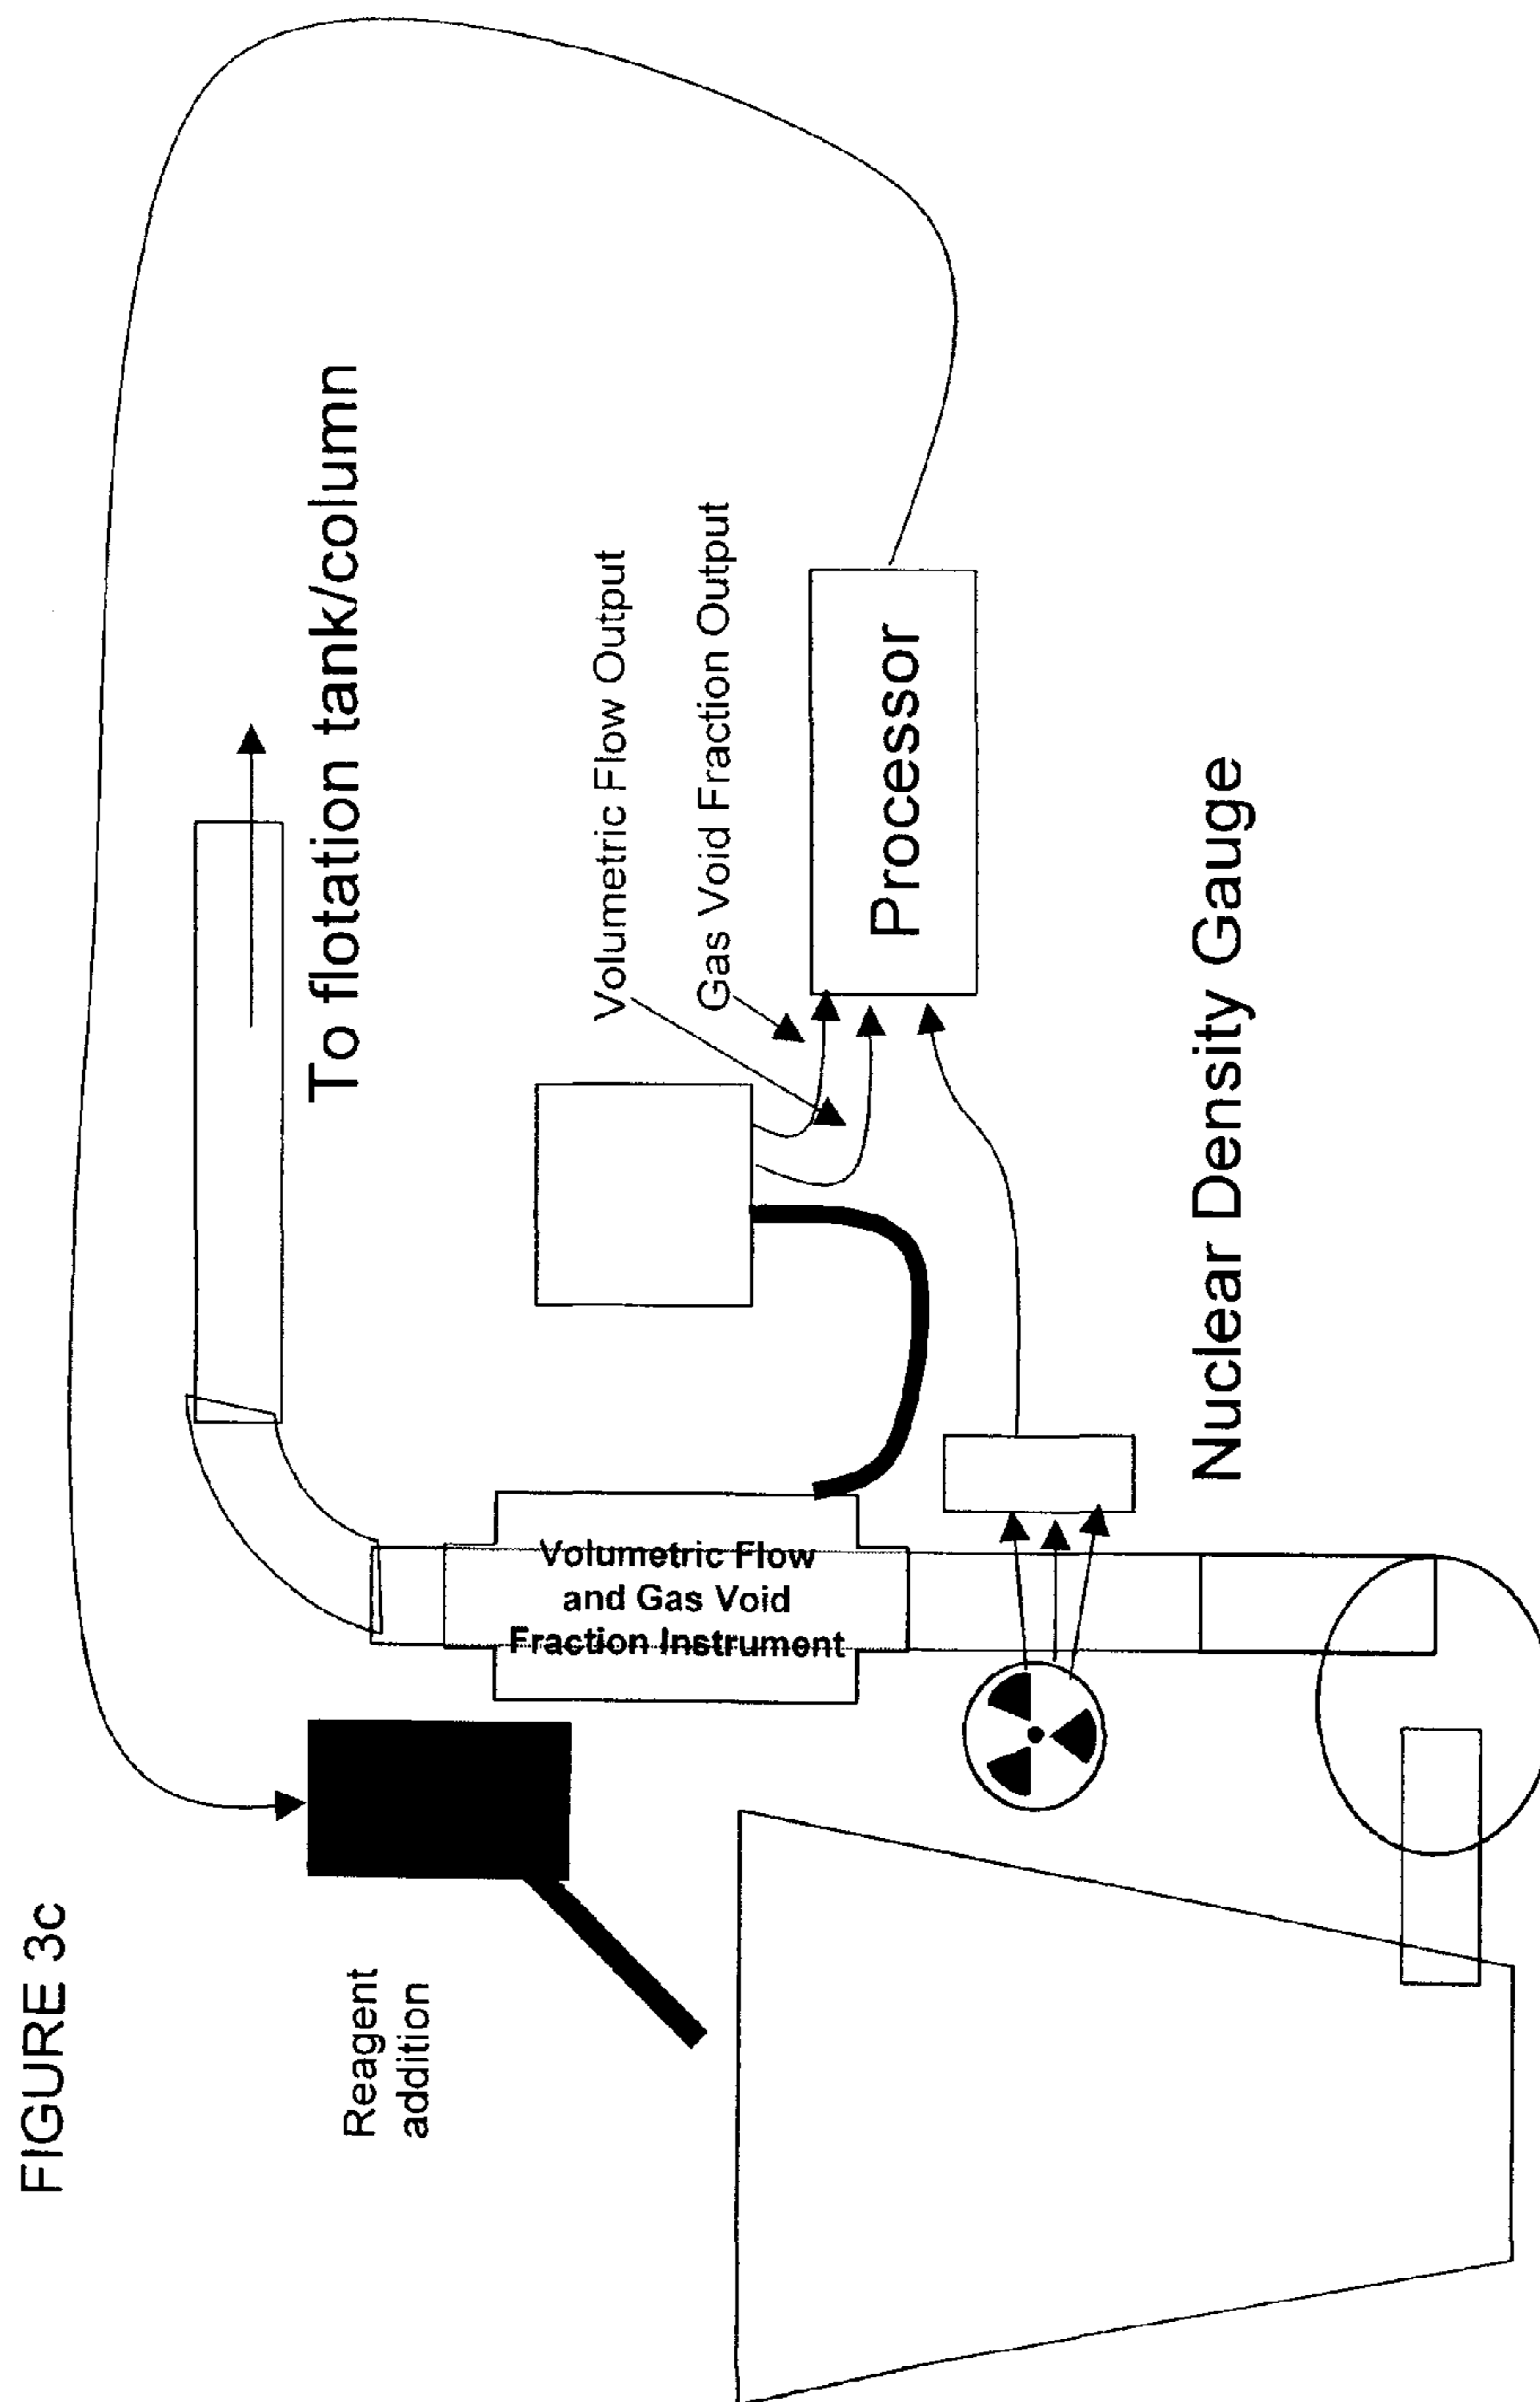 FIGURE 3c
Reagent
addition
To flotation tank/column
Volumetric Flow Output
Gas Void Fraction Output
Volumetric Flow
and Gas Void
Fraction Instrument
Processor
Nuclear Density Gauge